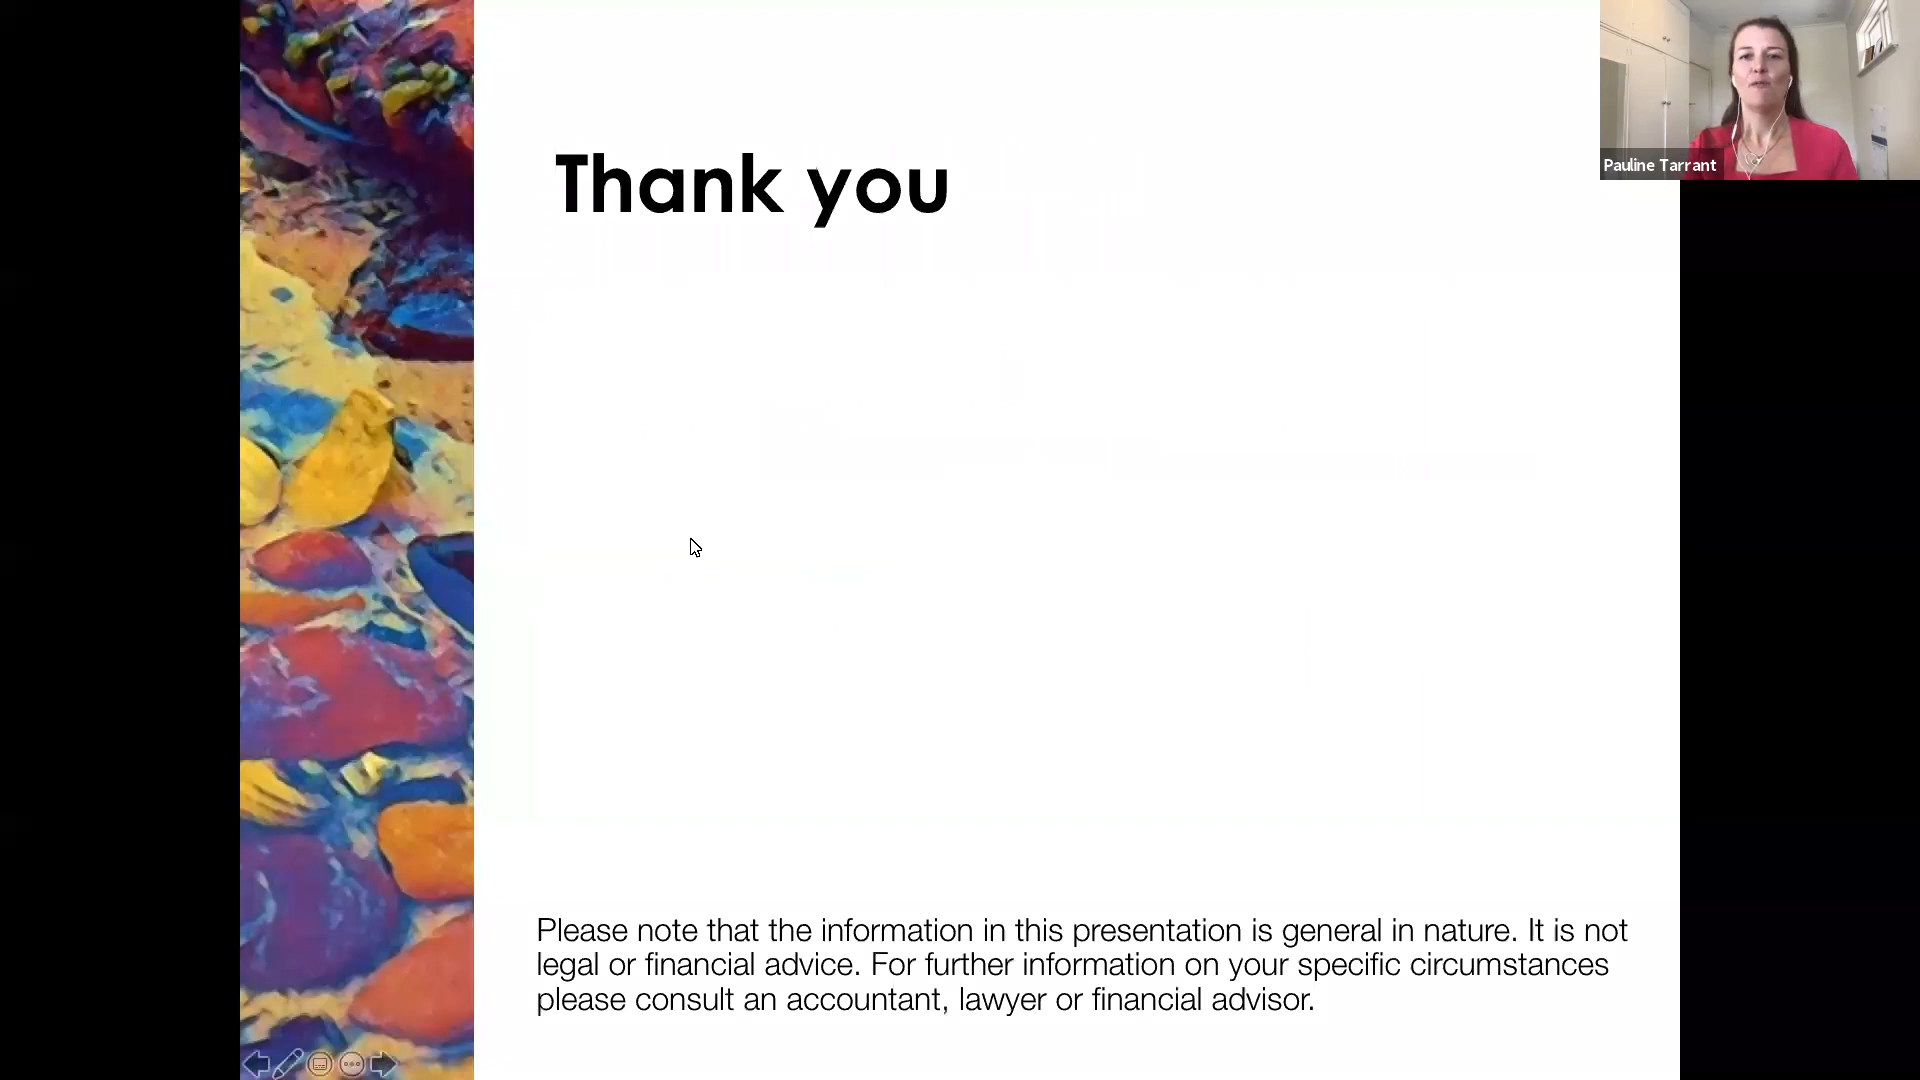 Thank you
Pauline Tarrant
Please note that the information in this presentation is general in nature. It is not
legal or financial advice. For further information on your specific circumstances
please consult an accountant, lawyer or financial advisor.